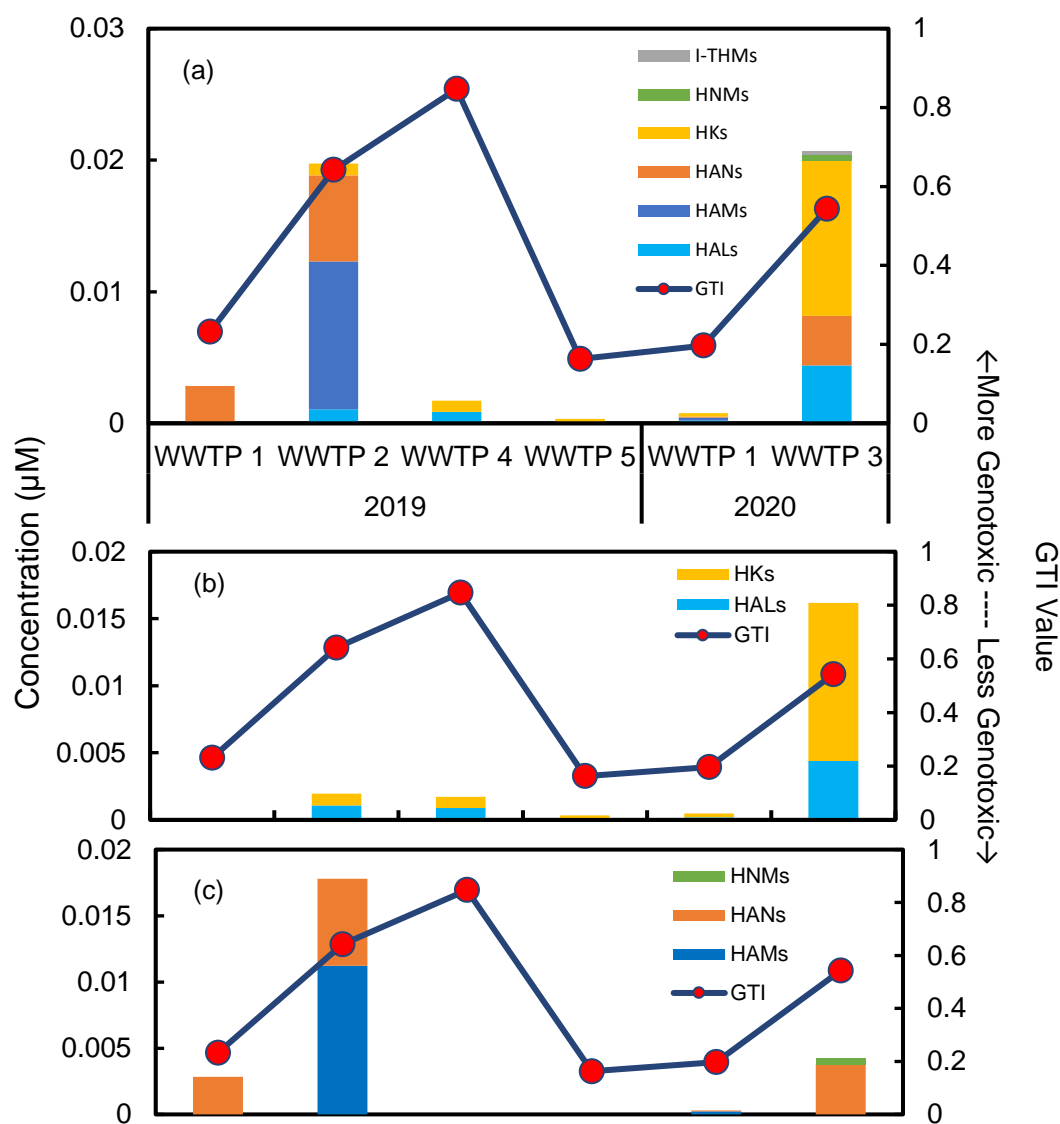 0.03
0.02
0.01
0
(a)
I-THMs
HNMs
HKs
HANs
HAMs
HALs
GTI
1
0.8
0.6
0.4
0.2
0
WWTP 1
WWTP 2
WWTP 4
WWTP 5
WWTP 1
WWTP 3
2019
2020
Concentration (µM)
0.02
0.015
0.01
0.005
0
(b)
HKs
HALs
GTI
1
0.8
0.6
0.4
0.2
0
←More Genotoxic ---- Less Genotoxic→
GTI Value
0.02
0.015
0.01
0.005
0
(c)
HNMs
HANs
HAMs
GTI
1
0.8
0.6
0.4
0.2
0